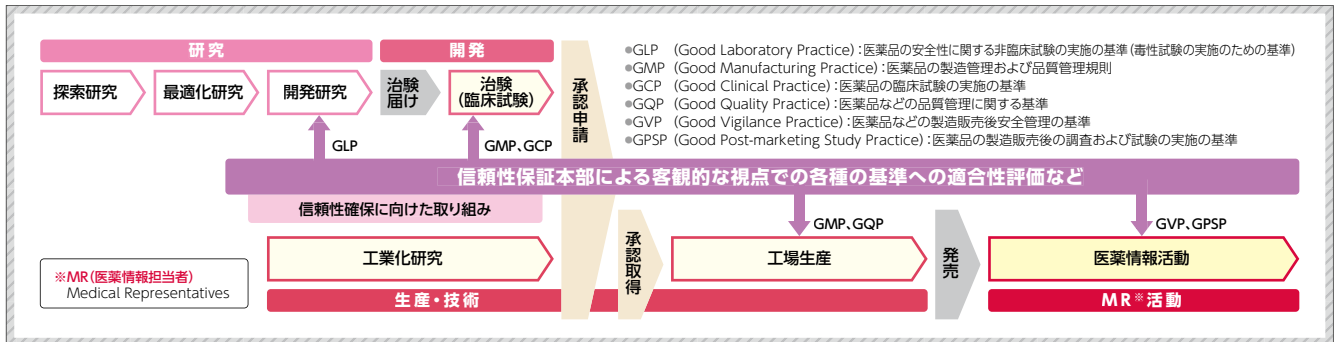 研究
開発
探索研究
最適化研究
開発研究
治験
届け
治験
(臨床試験)
承認申請
●GLP (Good Laboratory Practice):医薬品の安全性に関する非臨床試験の実施の基準(毒性試験の実施のための基準)
●GMP (Good Manufacturing Practice):医薬品の製造管理および品質管理規則
●GCP (Good Clinical Practice):医薬品の臨床試験の実施の基準
●GQP (Good Quality Practice):医薬品などの品質管理に関する基準
●GVP (Good Vigilance Practice):医薬品などの製造販売後安全管理の基準
●GPSP (Good Post-marketing Study Practice):医薬品の製造販売後の調査および試験の実施の基準
GLP
GMP、GCP
信頼性保証本部による客観的な視点での各種の基準への適合性評価など
信頼性確保に向けた取り組み
GMP、GQP
GVP、GPSP
工業化研究
承認取得
工場生産
発売
医薬情報活動
生産・技術
MR※活動
※MR(医薬情報担当者)
Medical Representatives